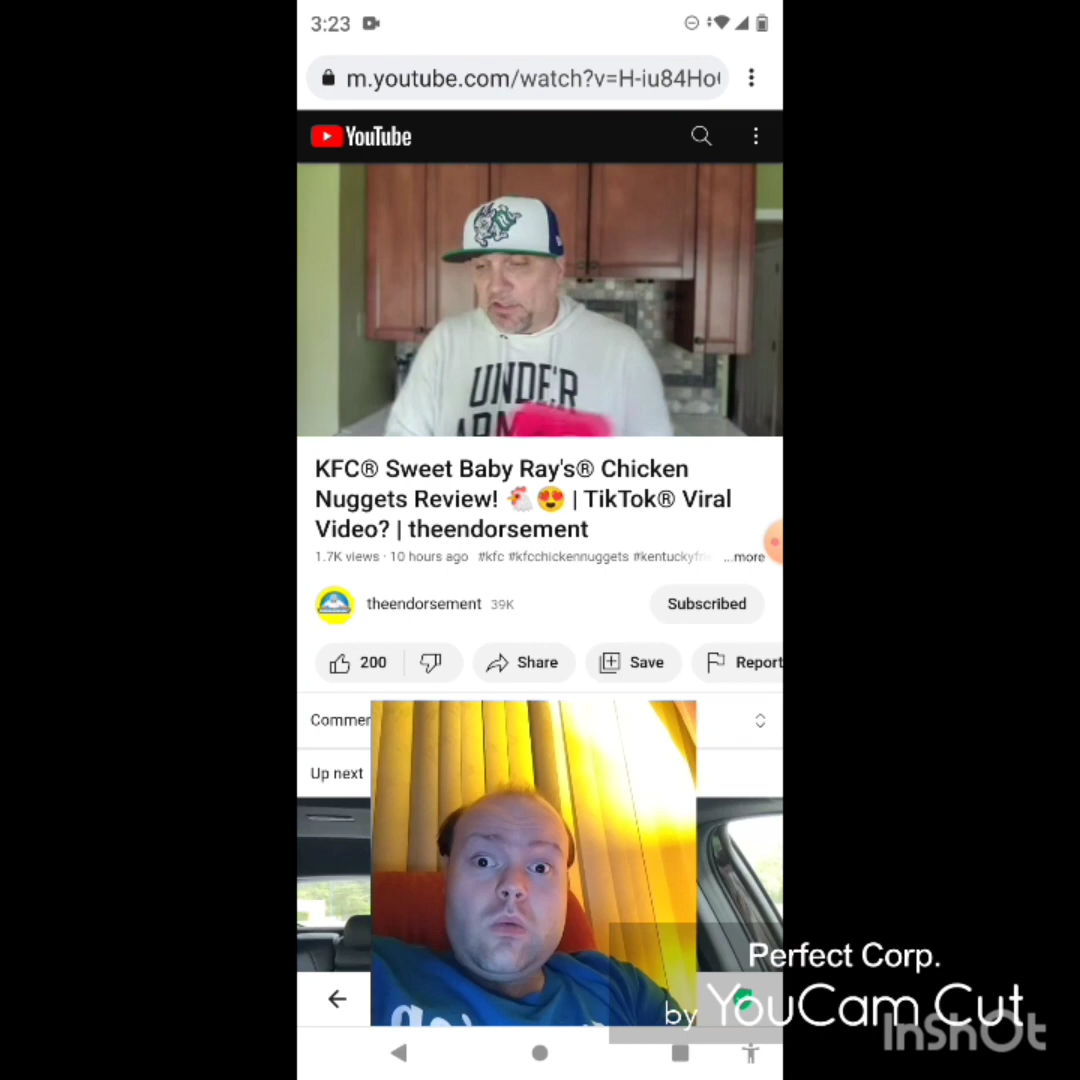 3:23
m.youtube.com/watch?v=H-iu84Ho
YouTube
UNDER
KFC® Sweet Baby Ray's® Chicken
Nuggets Review! 🐔😍 | TikTok® Viral
Video? | theendorsement
1.7K views · 10 hours ago #kfc #kfcchickennuggets #kentuckyfri ...more
theendorsement 39K
Subscribed
200
Share
Save
Report
Commen
Up next
Perfect Corp.
by YouCam Cut
InShOt